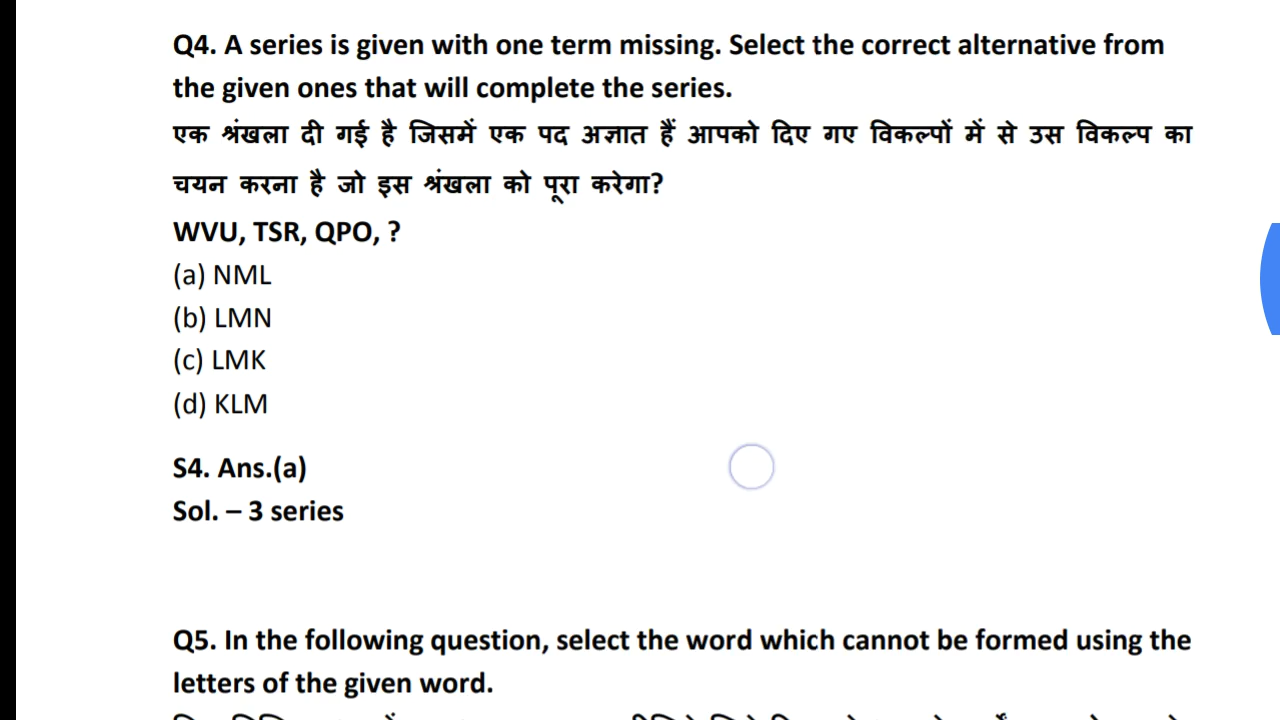 Q4. A series is given with one term missing. Select the correct alternative from
the given ones that will complete the series.
एक श्रंखला दी गई है जिसमें एक पद अज्ञात हैं आपको दिए गए विकल्पों में से उस विकल्प का
चयन करना है जो इस श्रंखला को पूरा करेगा?
WVU, TSR, QPO, ?
(a) NML
(b) LMN
(c) LMK
(d) KLM
S4. Ans.(a)
Sol. – 3 series
Q5. In the following question, select the word which cannot be formed using the
letters of the given word.